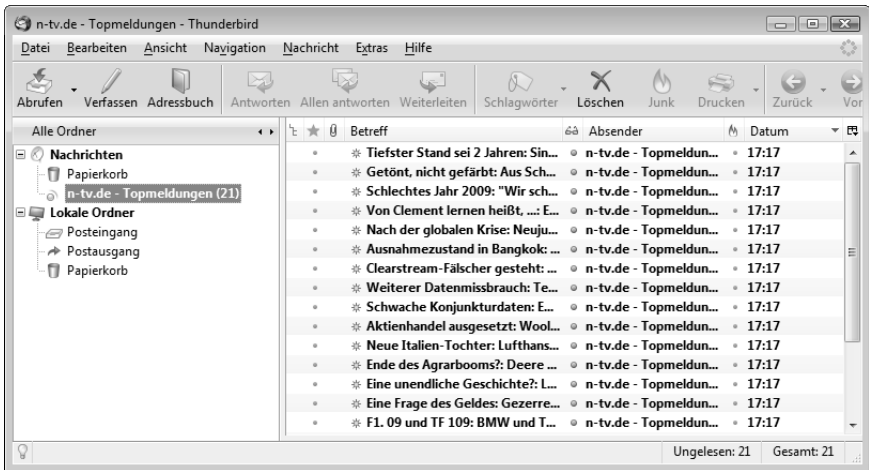 n-tv.de - Topmeldungen - Thunderbird
Datei Bearbeiten Ansicht Navigation Nachricht Extras Hilfe
Abrufen Verfassen Adressbuch Antworten Allen antworten Weiterleiten Schlagwörter Löschen Junk Drucken Zurück Vor
Alle Ordner Betreff Absender Datum
Nachrichten
Papierkorb
n-tv.de - Topmeldungen (21)
Lokale Ordner
Posteingang
Postausgang
Papierkorb
Tiefster Stand sei 2 Jahren: Sin... n-tv.de - Topmeldun... 17:17
Getönt, nicht gefärbt: Aus Sch... n-tv.de - Topmeldun... 17:17
Schlechtes Jahr 2009: "Wir sch... n-tv.de - Topmeldun... 17:17
Von Clement lernen heißt, ...: E... n-tv.de - Topmeldun... 17:17
Nach der globalen Krise: Neuju... n-tv.de - Topmeldun... 17:17
Ausnahmezustand in Bangkok: ... n-tv.de - Topmeldun... 17:17
Clearstream-Fälscher gesteht: ... n-tv.de - Topmeldun... 17:17
Weiterer Datenmissbrauch: Te... n-tv.de - Topmeldun... 17:17
Schwache Konjunkturdaten: E... n-tv.de - Topmeldun... 17:17
Aktienhandel ausgesetzt: Wool... n-tv.de - Topmeldun... 17:17
Neue Italien-Tochter: Lufthans... n-tv.de - Topmeldun... 17:17
Ende des Agrarbooms?: Deere ... n-tv.de - Topmeldun... 17:17
Eine unendliche Geschichte?: L... n-tv.de - Topmeldun... 17:17
Eine Frage des Geldes: Gezerre... n-tv.de - Topmeldun... 17:17
F1. 09 und TF 109: BMW und T... n-tv.de - Topmeldun... 17:17
Ungelesen: 21 Gesamt: 21